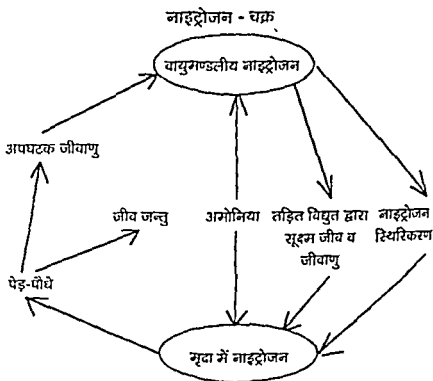 नाइट्रोजन - चक्र
वायुमण्डलीय नाइट्रोजन
अपघटक जीवाणु
जीव जन्तु
अमोनिया
तड़ित विद्युत द्वारा
सूक्ष्म जीव व
जीवाणु
नाइट्रोजन
स्थिरिकरण
पेड़-पौधे
मृदा में नाइट्रोजन